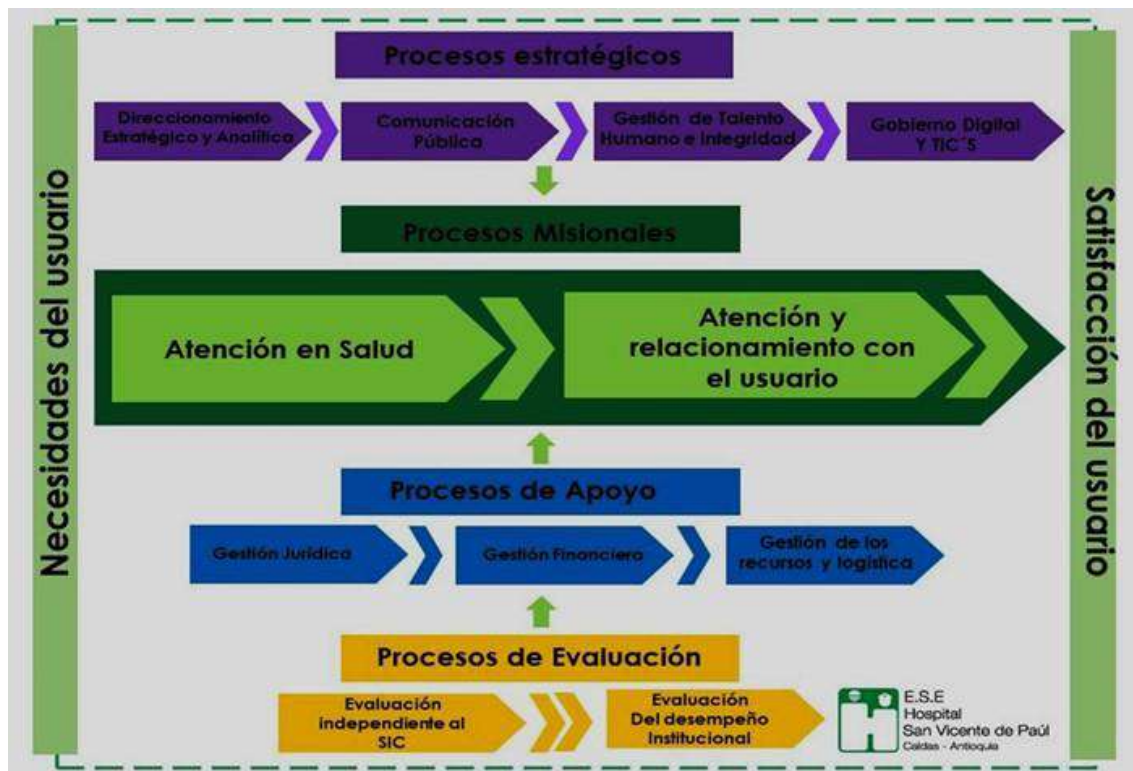 Necesidades del usuario
Procesos estratégicos
Direccionamiento
Estratégico y Analítica
Comunicación
Pública
Gestión de Talento
Humano e Integridad
Gobierno Digital
Y TIC´S
Procesos Misionales
Atención en Salud
Atención y
relacionamiento con
el usuario
Procesos de Apoyo
Gestión Jurídica
Gestión Financiera
Gestión de los
recursos y logística
Procesos de Evaluación
Evaluación
independiente al
SIC
Evaluación
Del desempeño
Institucional
E.S.E
Hospital
San Vicente de Paúl
Caldas - Antioquia
Satisfacción del usuario